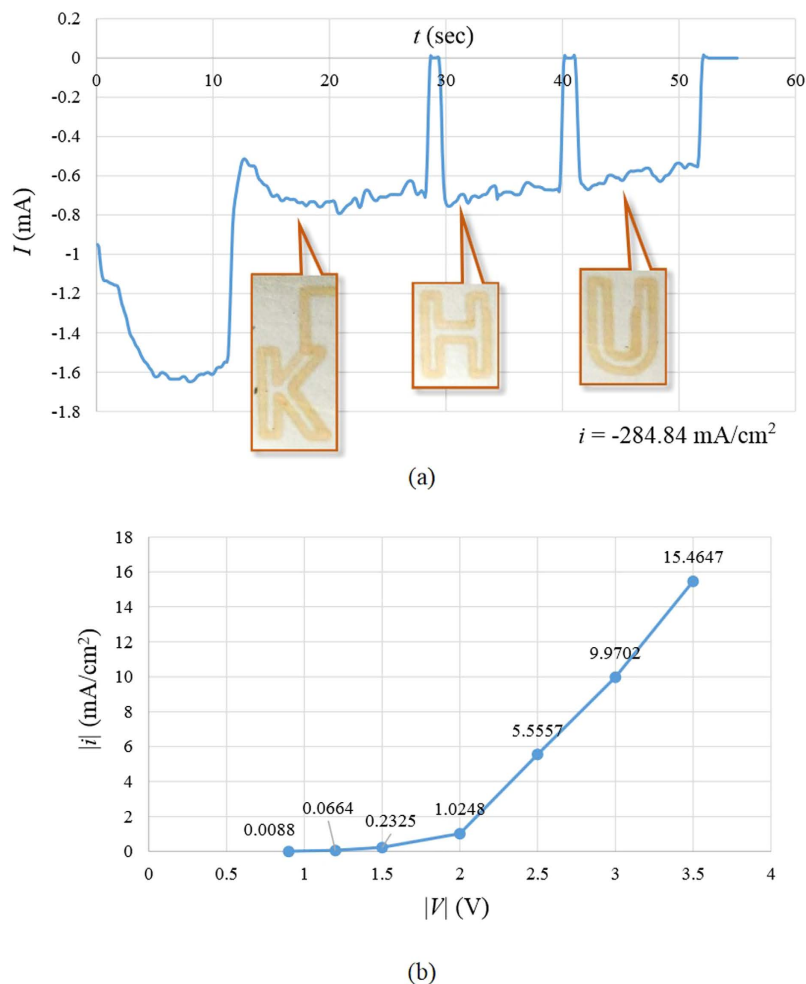 0.2
t (sec)
0
0 10 20 30 40 50 60
-0.2
-0.4
-0.6
-0.8
-1
-1.2
-1.4
-1.6
-1.8
I (mA)
K
H
U
i = -284.84 mA/cm²
(a)
18
16
14
12
10
8
6
4
2
0
|i| (mA/cm²)
0.0088
0.0664
0.2325
1.0248
5.5557
9.9702
15.4647
0 0.5 1 1.5 2 2.5 3 3.5 4
|V| (V)
(b)